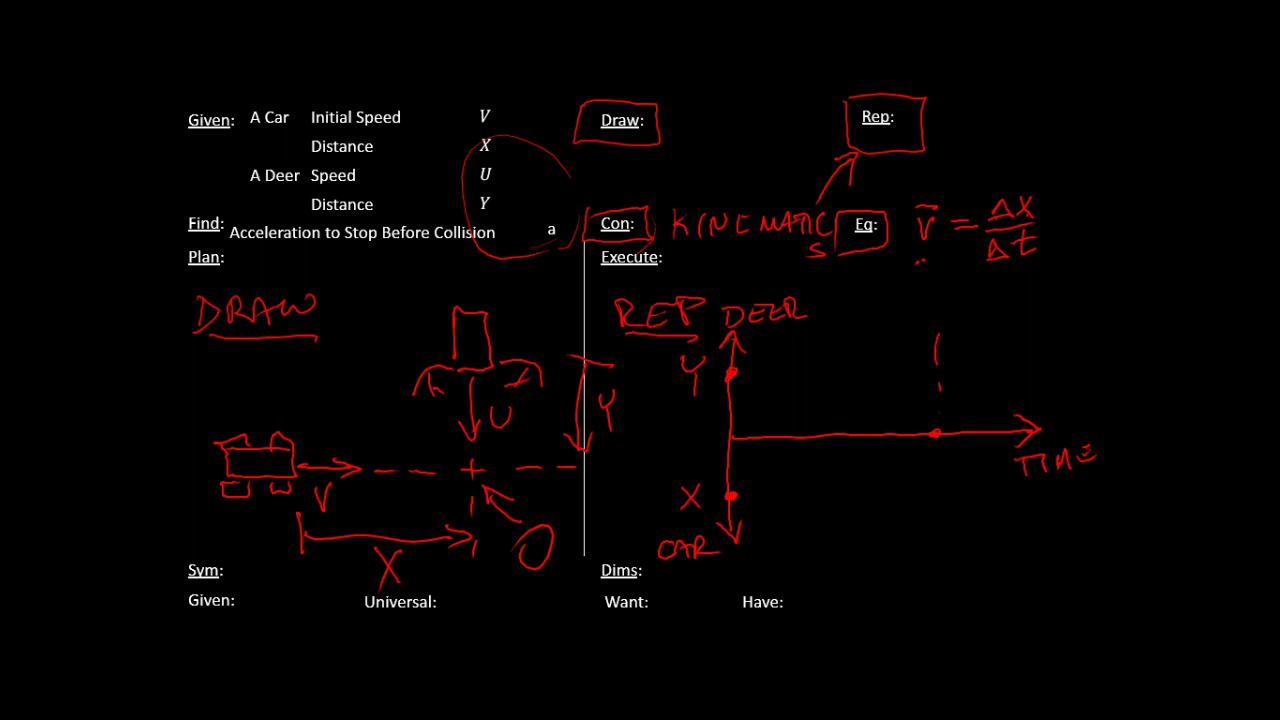 Given: A Car Initial Speed V
Distance X
A Deer Speed U
Distance Y
Find: Acceleration to Stop Before Collision a
Plan:
DRAW
U
Y
V
X
O
Draw:
Rep:
Con: KINEMATICS Eq: v̄ = Δx/Δt
Execute:
REP DEER
Y
TIME
X
CAR
Sym:
Given: Universal:
Dims:
Want: Have: